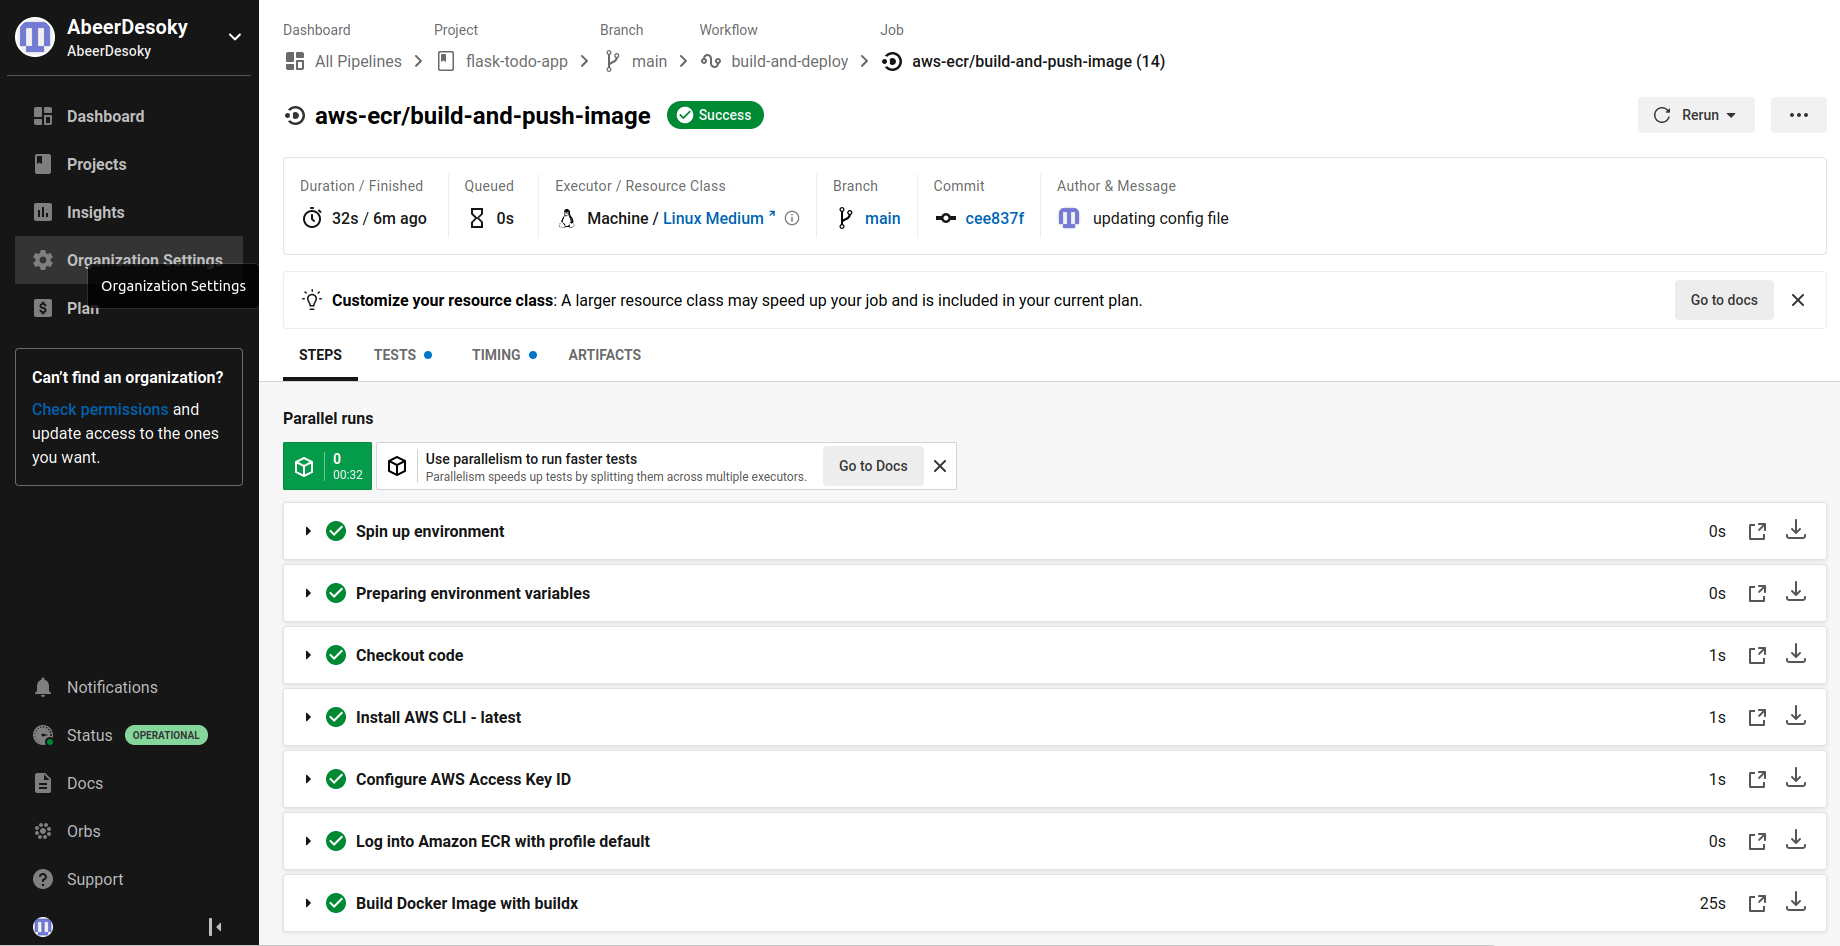 AbeerDesoky
AbeerDesoky
Dashboard
Projects
Insights
Organization Settings
Organization Settings
Plan
Can't find an organization?
Check permissions and
update access to the ones
you want.
Notifications
Status OPERATIONAL
Docs
Orbs
Support
Dashboard Project Branch Workflow Job
All Pipelines flask-todo-app main build-and-deploy aws-ecr/build-and-push-image (14)
aws-ecr/build-and-push-image Success Rerun
Duration / Finished Queued Executor / Resource Class Branch Commit Author & Message
32s / 6m ago 0s Machine / Linux Medium main cee837f updating config file
Customize your resource class: A larger resource class may speed up your job and is included in your current plan. Go to docs
STEPS TESTS TIMING ARTIFACTS
Parallel runs
0
00:32
Use parallelism to run faster tests
Parallelism speeds up tests by splitting them across multiple executors.
Go to Docs
Spin up environment 0s
Preparing environment variables 0s
Checkout code 1s
Install AWS CLI - latest 1s
Configure AWS Access Key ID 1s
Log into Amazon ECR with profile default 0s
Build Docker Image with buildx 25s